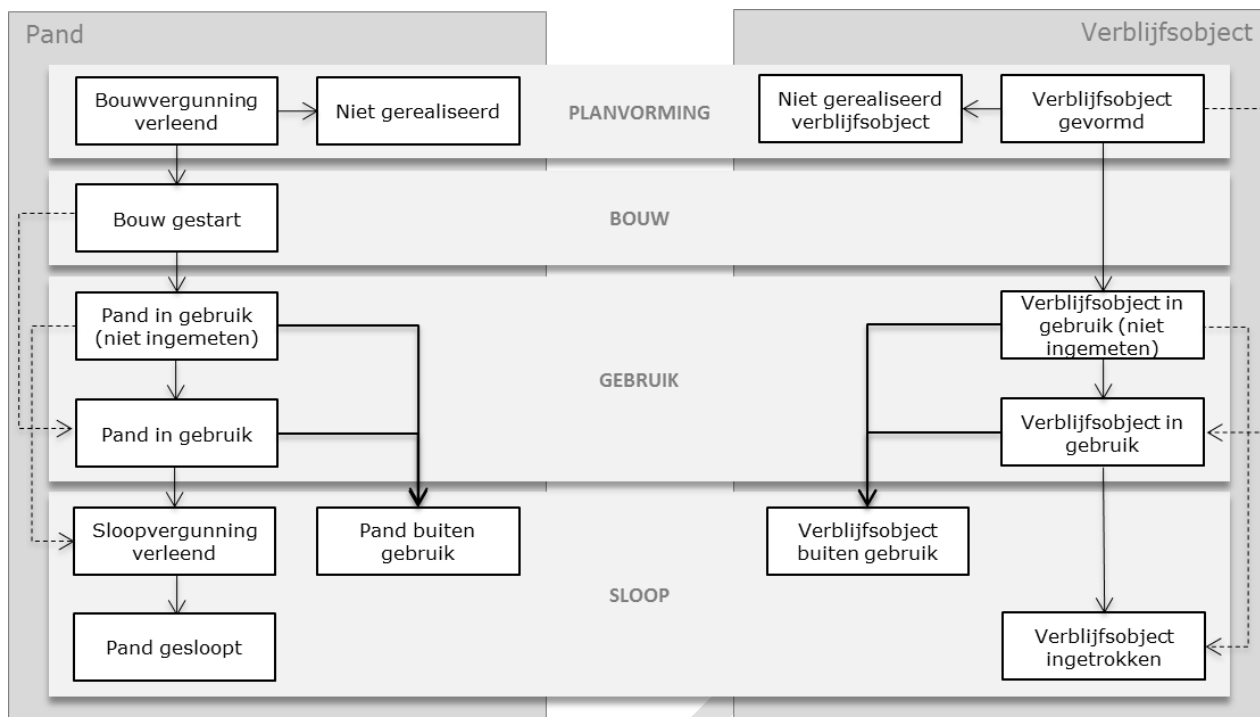 Pand
Verblijfsobject
Bouwvergunning
verleend
Niet gerealiseerd
PLANVORMING
Niet gerealiseerd
verblijfsobject
Verblijfsobject
gevormd
Bouw gestart
BOUW
Pand in gebruik
(niet ingemeten)
Verblijfsobject in
gebruik (niet
ingemeten)
GEBRUIK
Pand in gebruik
Verblijfsobject in
gebruik
Sloopvergunning
verleend
Pand buiten
gebruik
Verblijfsobject
buiten gebruik
SLOOP
Pand gesloopt
Verblijfsobject
ingetrokken